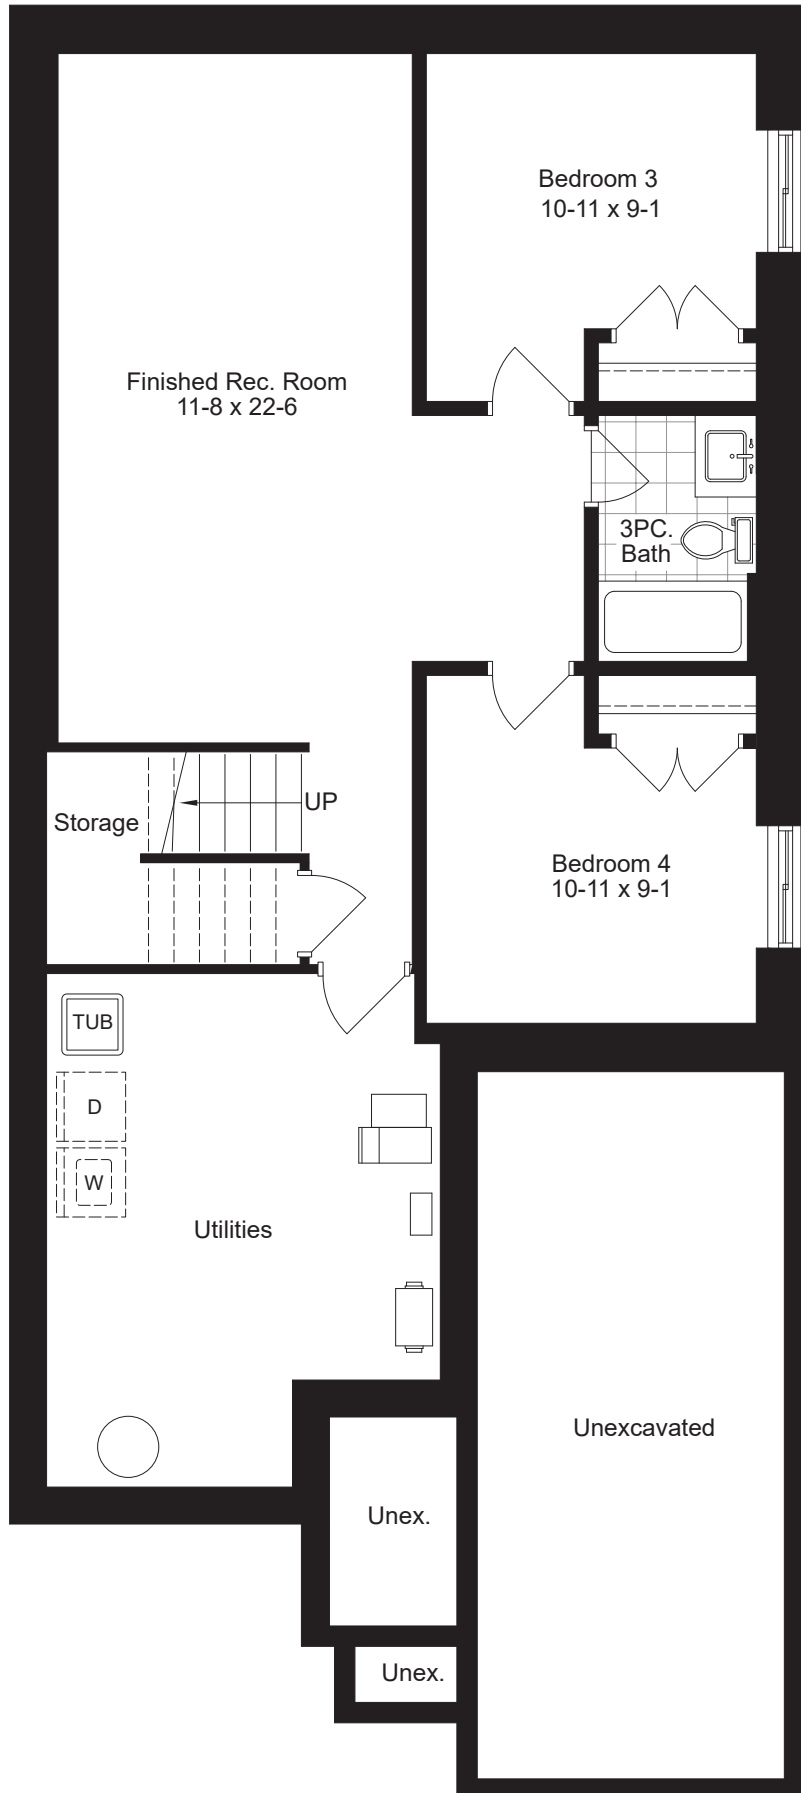 Bedroom 3
10-11 x 9-1
Finished Rec. Room
11-8 x 22-6
3PC.
Bath
UP
Storage
Bedroom 4
10-11 x 9-1
TUB
D
W
Utilities
Unexcavated
Unex.
Unex.